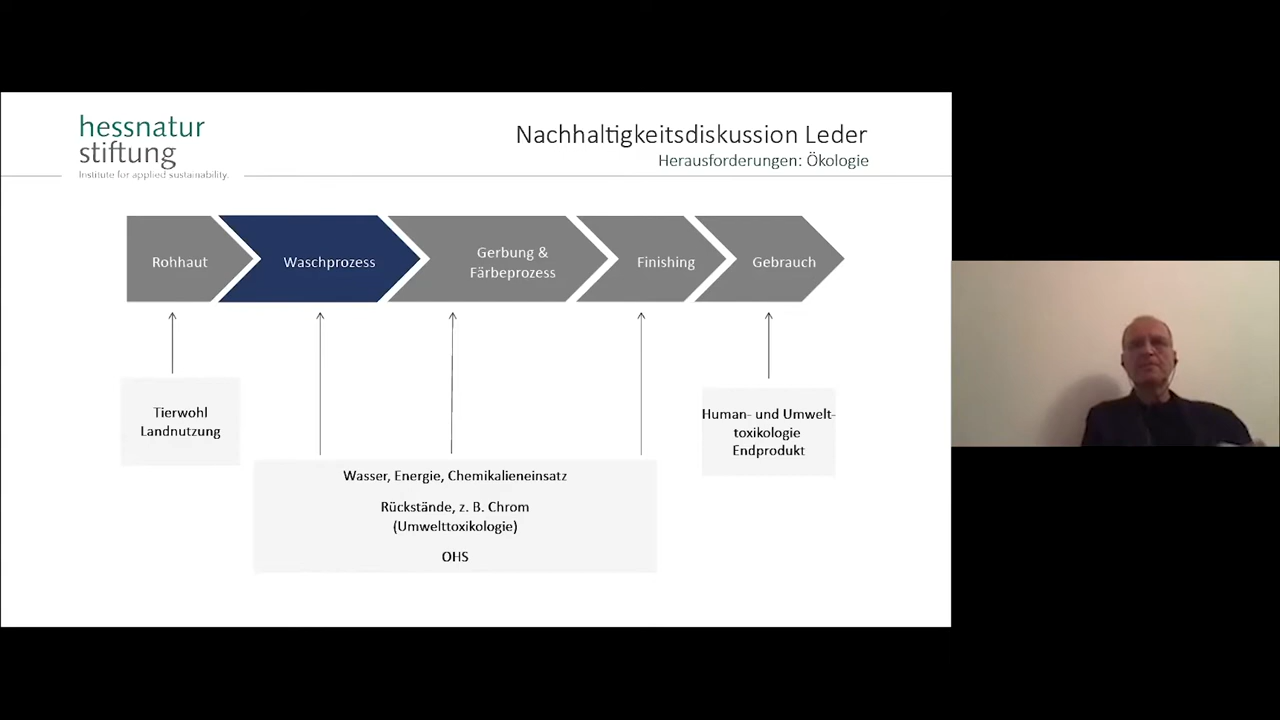 hessnatur
stiftung
Institute for applied sustainability.
Nachhaltigkeitsdiskussion Leder
Herausforderungen: Ökologie
Rohhaut
Waschprozess
Gerbung &
Färbeprozess
Finishing
Gebrauch
Tierwohl
Landnutzung
Wasser, Energie, Chemikalieneinsatz
Rückstände, z. B. Chrom
(Umwelttoxikologie)
OHS
Human- und Umwelt-
toxikologie
Endprodukt